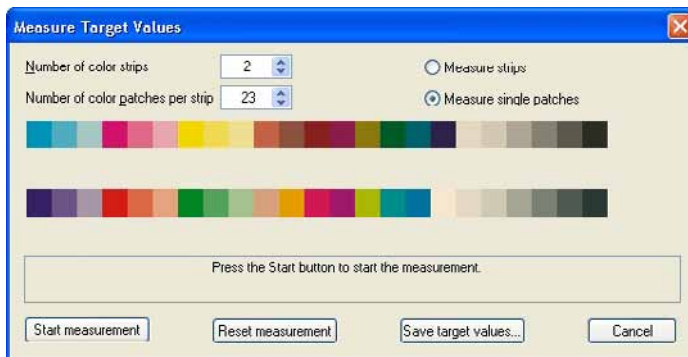 Measure Target Values
Number of color strips 2 Measure strips
Number of color patches per strip 23 Measure single patches
Press the Start button to start the measurement.
Start measurement Reset measurement Save target values... Cancel